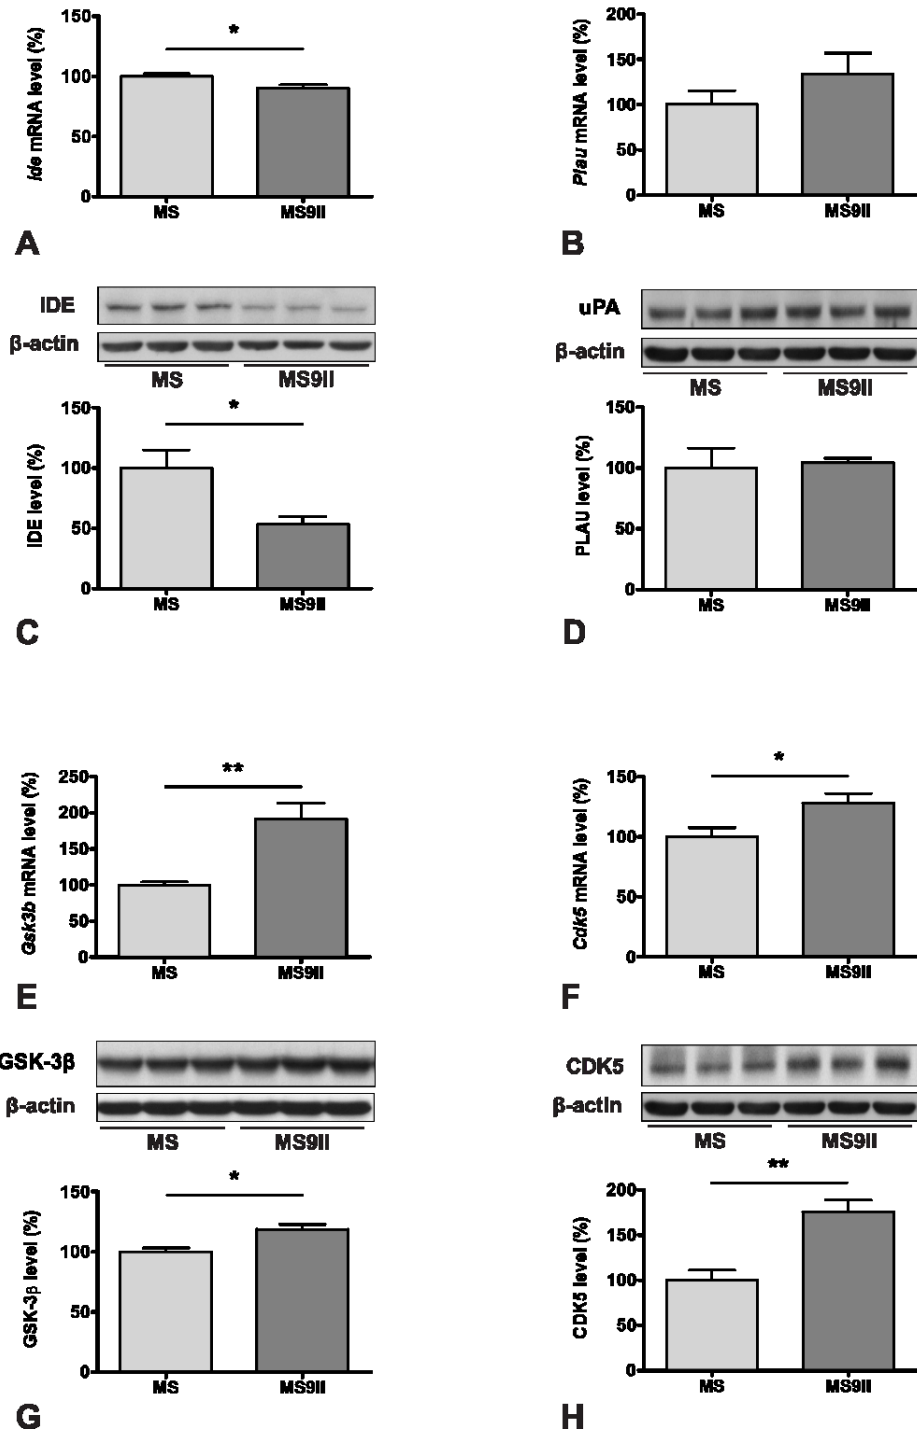 150
100
50
0
Ide mRNA level (%)
*
MS
MS9II
A
200
150
100
50
0
Plau mRNA level (%)
MS
MS9II
B
IDE
β-actin
MS
MS9II
150
100
50
0
IDE level (%)
*
MS
MS9II
C
uPA
β-actin
MS
MS9II
150
100
50
0
PLAU level (%)
MS
MS9II
D
250
200
150
100
50
0
Gsk3b mRNA level (%)
**
MS
MS9II
E
150
100
50
0
Cdk5 mRNA level (%)
*
MS
MS9II
F
GSK-3β
β-actin
MS
MS9II
150
100
50
0
GSK-3β level (%)
*
MS
MS9II
G
CDK5
β-actin
MS
MS9II
200
150
100
50
0
CDK5 level (%)
**
MS
MS9II
H